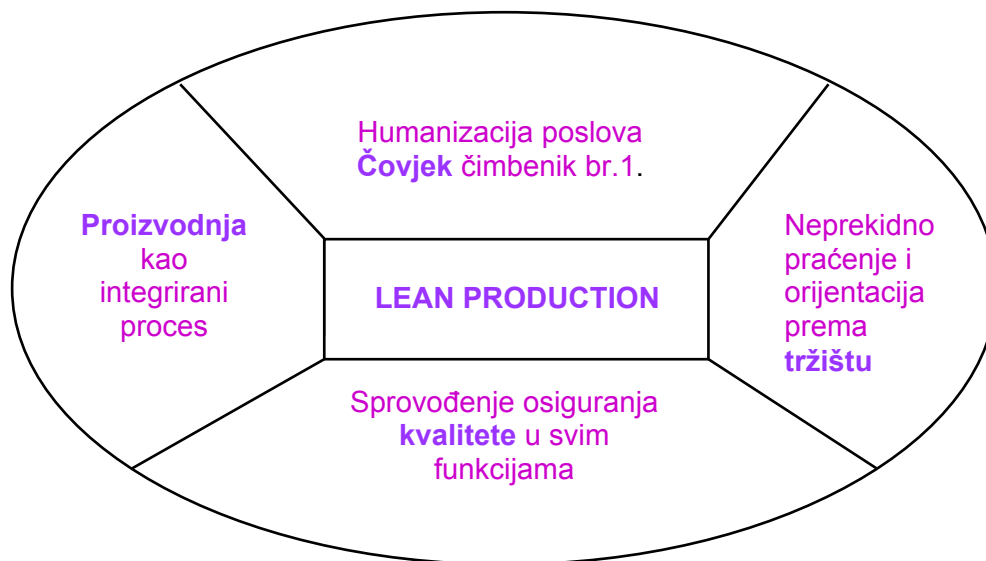 Humanizacija poslova
Čovjek čimbenik br.1.
Proizvodnja
kao
integrirani
proces
LEAN PRODUCTION
Neprekidno
praćenje i
orijentacija
prema
tržištu
Sprovođenje osiguranja
kvalitete u svim
funkcijama